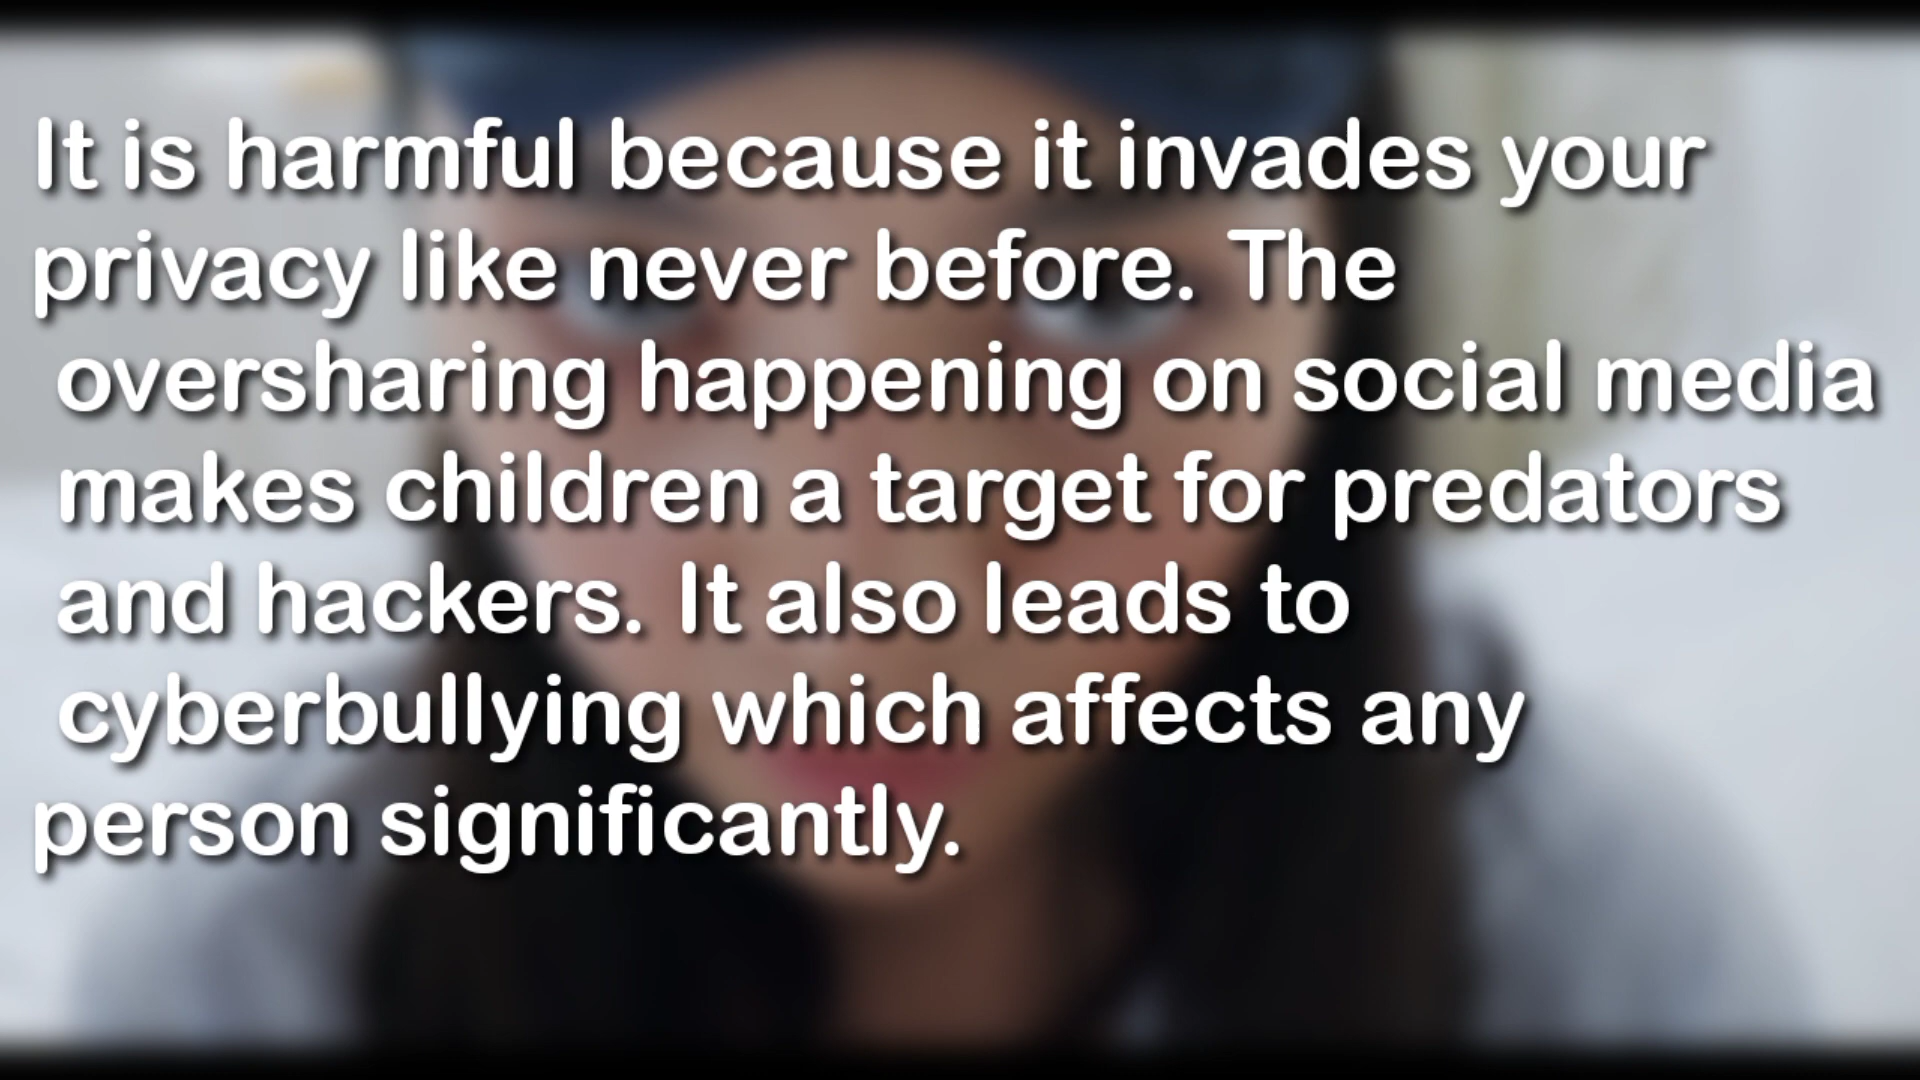 It is harmful because it invades your
privacy like never before. The
oversharing happening on social media
makes children a target for predators
and hackers. It also leads to
cyberbullying which affects any
person significantly.